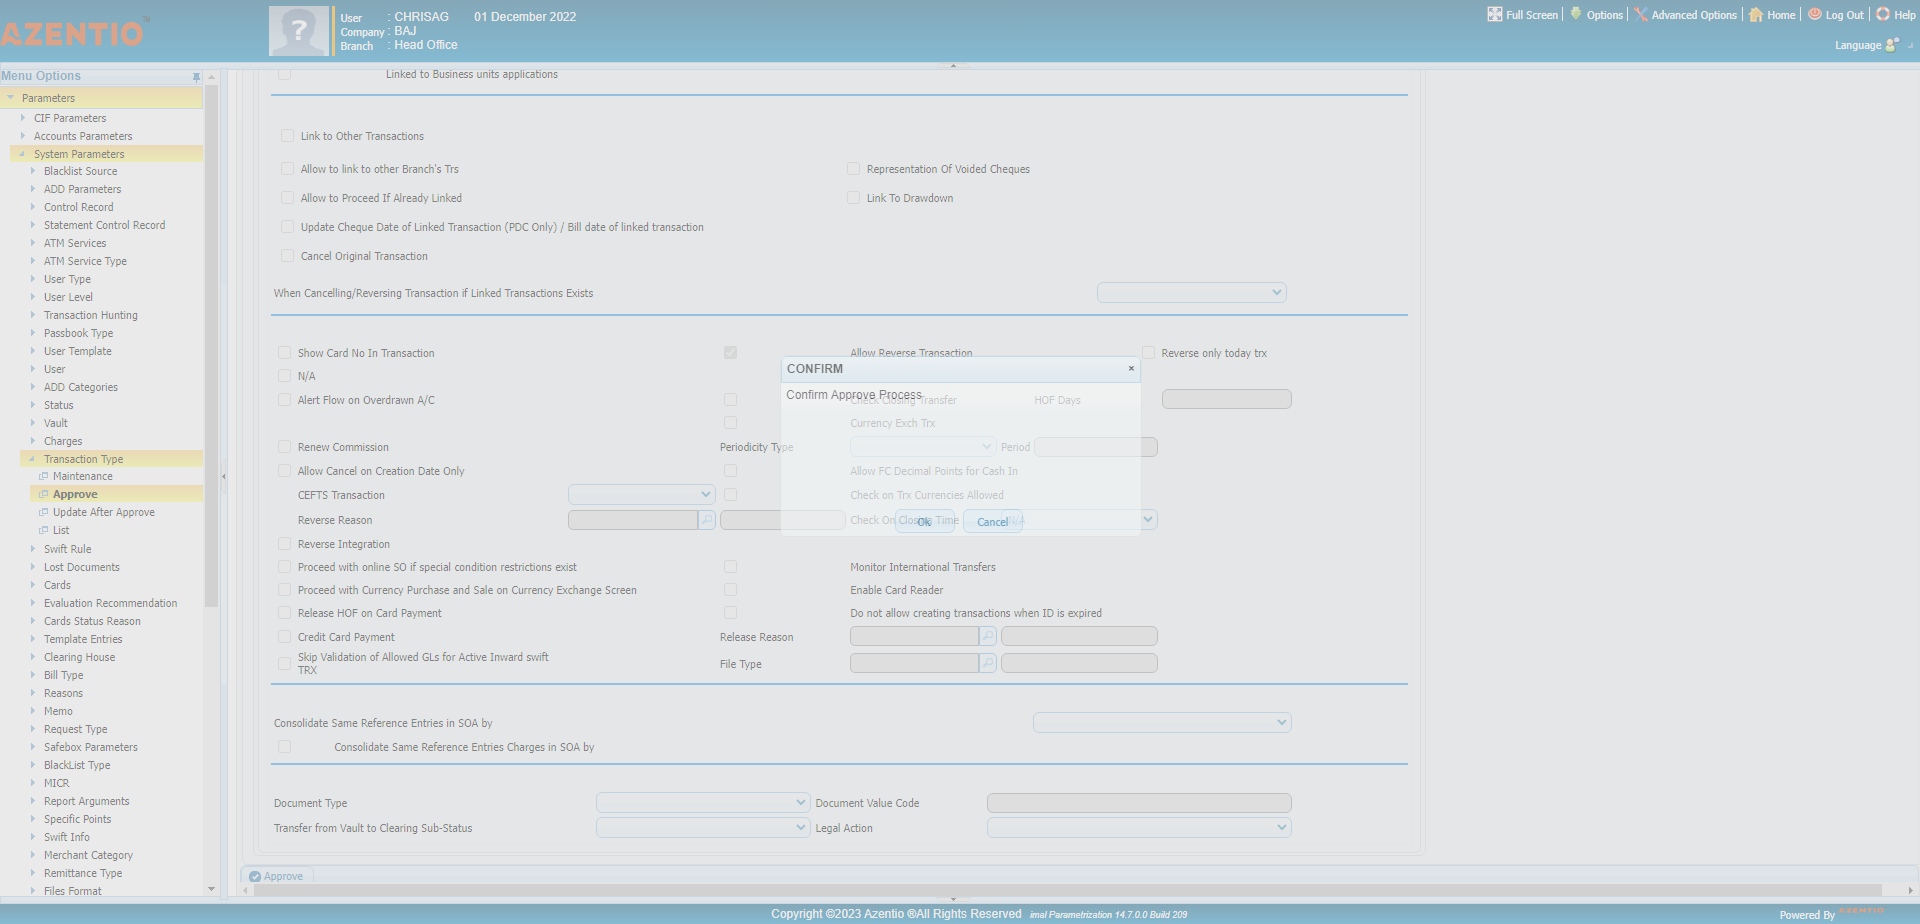 AZENTIO
User : CHRISAG 01 December 2022
Company : BAJ
Branch : Head Office
Full Screen Options Advanced Options Home Log Out Help
Language
Menu Options
Parameters
CIF Parameters
Accounts Parameters
System Parameters
Blacklist Source
ADD Parameters
Control Record
Statement Control Record
ATM Services
ATM Service Type
User Type
User Level
Transaction Hunting
Passbook Type
User Template
User
ADD Categories
Status
Vault
Charges
Transaction Type
Maintenance
Approve
Update After Approve
List
Swift Rule
Lost Documents
Cards
Evaluation Recommendation
Cards Status Reason
Template Entries
Clearing House
Bill Type
Reasons
Memo
Request Type
Safebox Parameters
BlackList Type
MICR
Report Arguments
Specific Points
Swift Info
Merchant Category
Remittance Type
Files Format
Linked to Business units applications
Link to Other Transactions
Allow to link to other Branch's Trs
Representation Of Voided Cheques
Allow to Proceed If Already Linked
Link To Drawdown
Update Cheque Date of Linked Transaction (PDC Only) / Bill date of linked transaction
Cancel Original Transaction
When Cancelling/Reversing Transaction if Linked Transactions Exists
Show Card No In Transaction
Allow Reverse Transaction
Reverse only today trx
N/A
Alert Flow on Overdrawn A/C
Check Closing Transfer
HOF Days
Currency Exch Trx
Renew Commission
Periodicity Type
Period
Allow Cancel on Creation Date Only
Allow FC Decimal Points for Cash In
CEFTS Transaction
Check on Trx Currencies Allowed
Reverse Reason
Check On Closing Time
N/A
Reverse Integration
Proceed with online SO if special condition restrictions exist
Monitor International Transfers
Proceed with Currency Purchase and Sale on Currency Exchange Screen
Enable Card Reader
Release HOF on Card Payment
Do not allow creating transactions when ID is expired
Credit Card Payment
Release Reason
Skip Validation of Allowed GLs for Active Inward swift
TRX
File Type
Consolidate Same Reference Entries in SOA by
Consolidate Same Reference Entries Charges in SOA by
Document Type
Document Value Code
Transfer from Vault to Clearing Sub-Status
Legal Action
CONFIRM
Confirm Approve Process
Ok
Cancel
Approve
Copyright ©2023 Azentio ®All Rights Reserved imal Parametrization 14.7.0.0 Build 209
Powered By AZENTIO